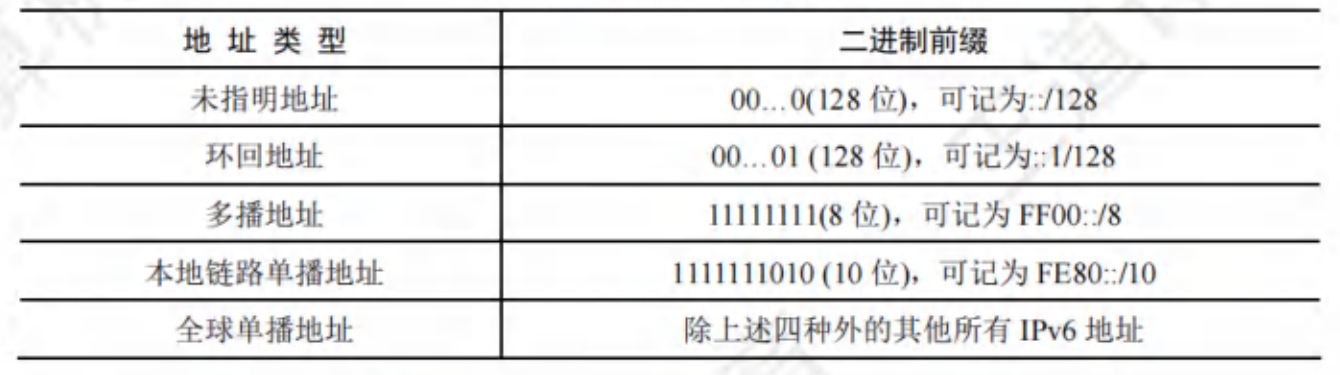 地 址 类 型 二进制前缀
未指明地址 00…0(128 位)，可记为::/128
环回地址 00…01 (128 位)，可记为::1/128
多播地址 11111111(8 位)，可记为 FF00::/8
本地链路单播地址 1111111010 (10 位)，可记为 FE80::/10
全球单播地址 除上述四种外的其他所有 IPv6 地址